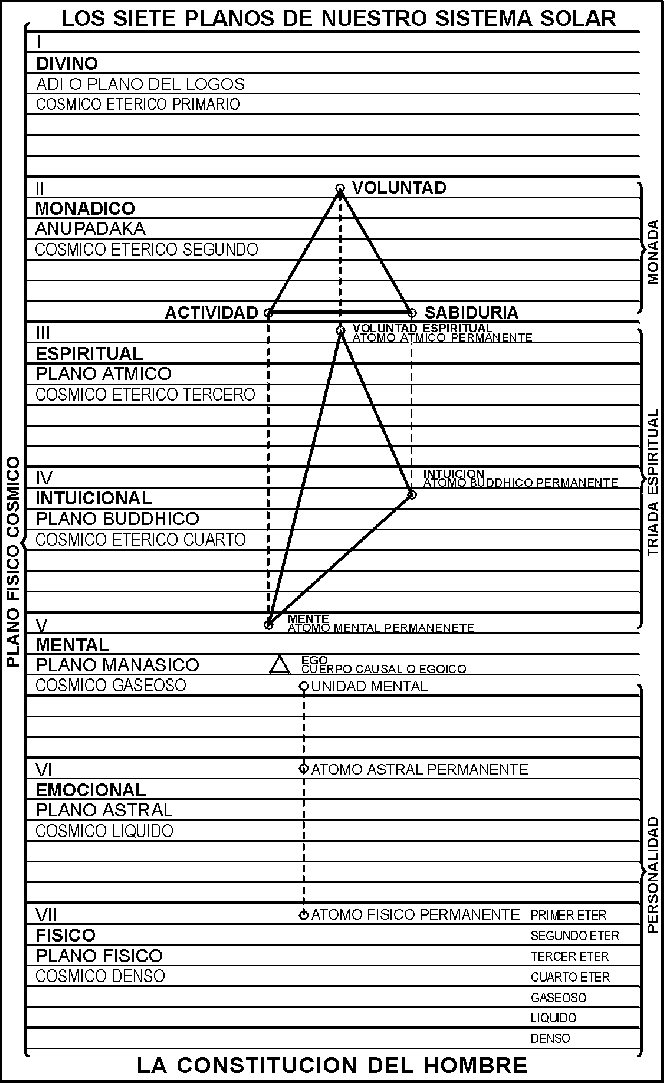 LOS SIETE PLANOS DE NUESTRO SISTEMA SOLAR
I
DIVINO
ADI O PLANO DEL LOGOS
COSMICO ETERICO PRIMARIO
II
VOLUNTAD
MONADICO
ANUPADAKA
COSMICO ETERICO SEGUNDO
ACTIVIDAD
SABIDURIA
MONADA
III
VOLUNTAD ESPIRITUAL
ATOMO ATMICO PERMANENTE
ESPIRITUAL
PLANO ATMICO
COSMICO ETERICO TERCERO
IV
INTUICION
ATOMO BUDDHICO PERMANENTE
INTUICIONAL
PLANO BUDDHICO
COSMICO ETERICO CUARTO
TRIADA ESPIRITUAL
PLANO FISICO COSMICO
V
MENTE
ATOMO MENTAL PERMANENETE
MENTAL
PLANO MANASICO
EGO
CUERPO CAUSAL O EGOICO
COSMICO GASEOSO
UNIDAD MENTAL
VI
ATOMO ASTRAL PERMANENTE
EMOCIONAL
PLANO ASTRAL
COSMICO LIQUIDO
PERSONALIDAD
VII
ATOMO FISICO PERMANENTE
PRIMER ETER
FISICO
SEGUNDO ETER
PLANO FISICO
TERCER ETER
COSMICO DENSO
CUARTO ETER
GASEOSO
LIQUIDO
DENSO
LA CONSTITUCION DEL HOMBRE